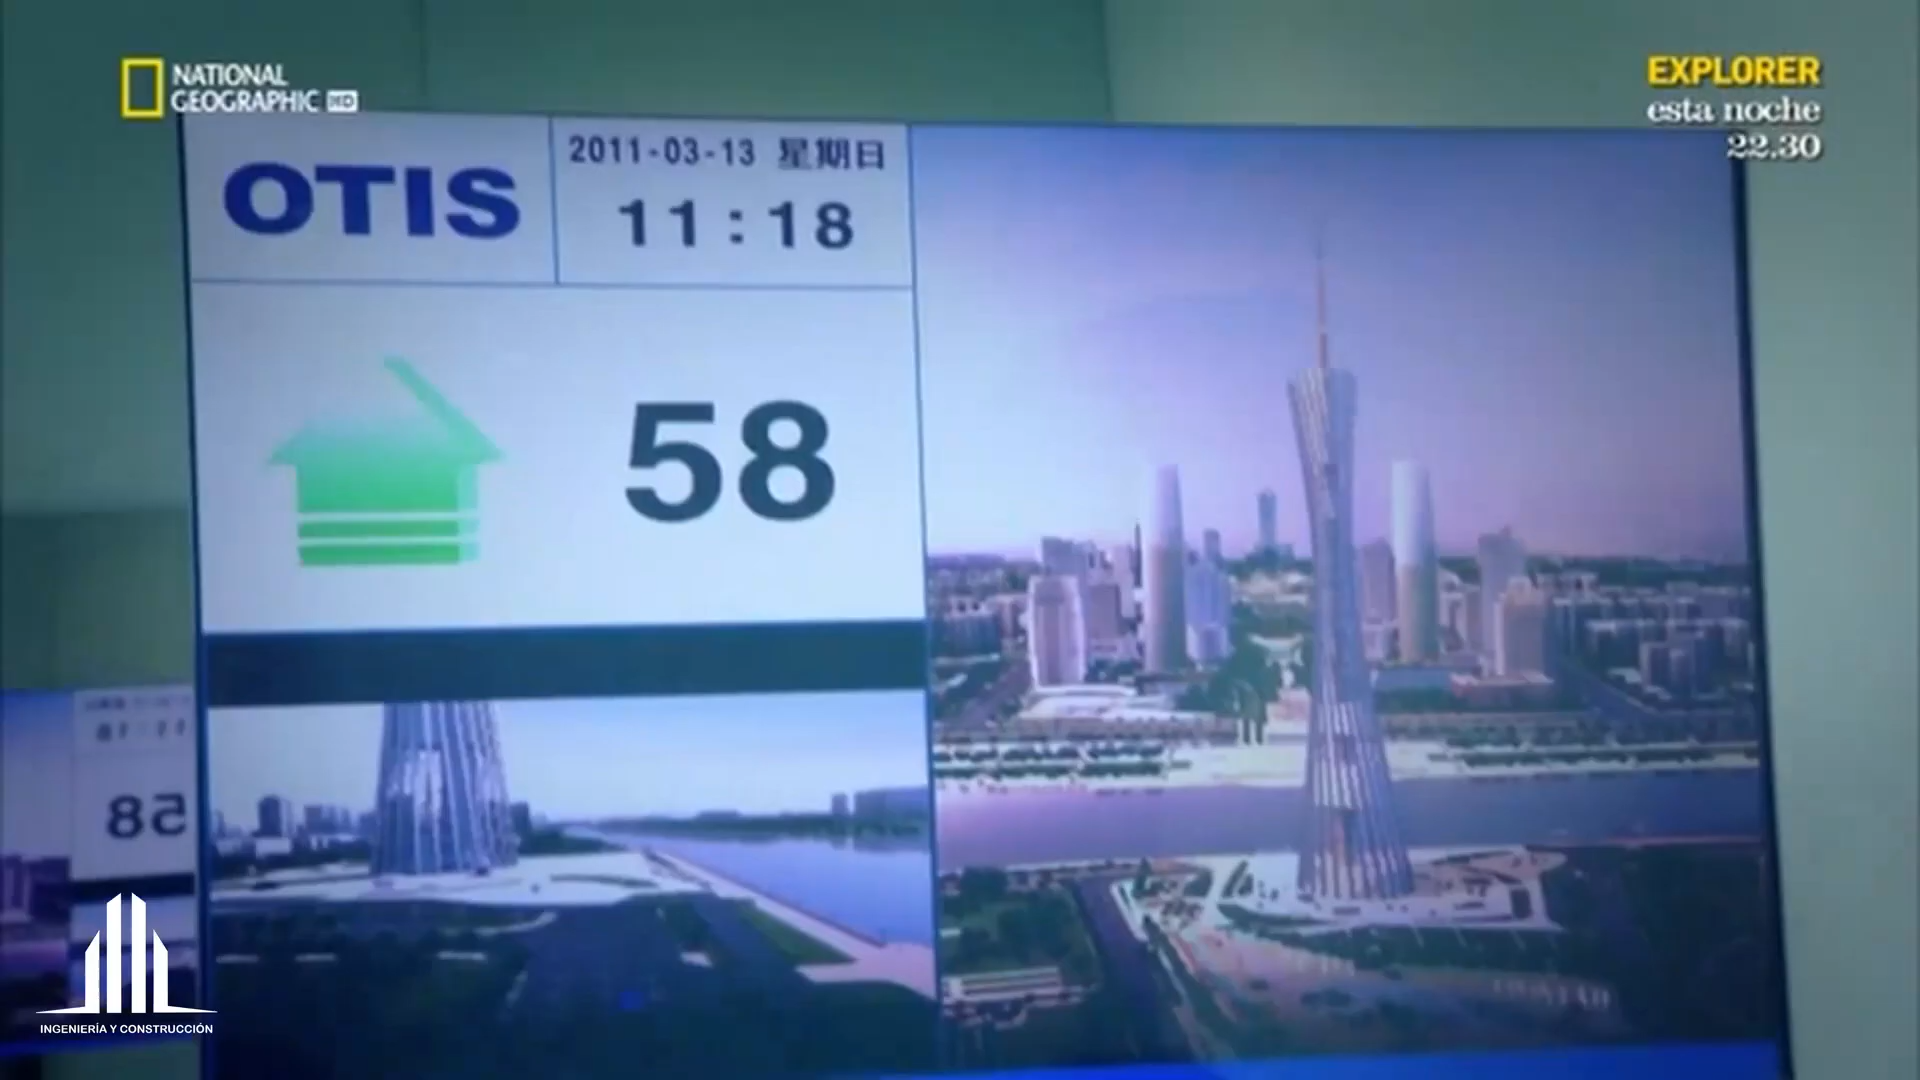 NATIONAL
GEOGRAPHIC HD
EXPLORER
esta noche
22.30
OTIS
2011-03-13 星期日
11:18
58
58
INGENIERÍA Y CONSTRUCCIÓN